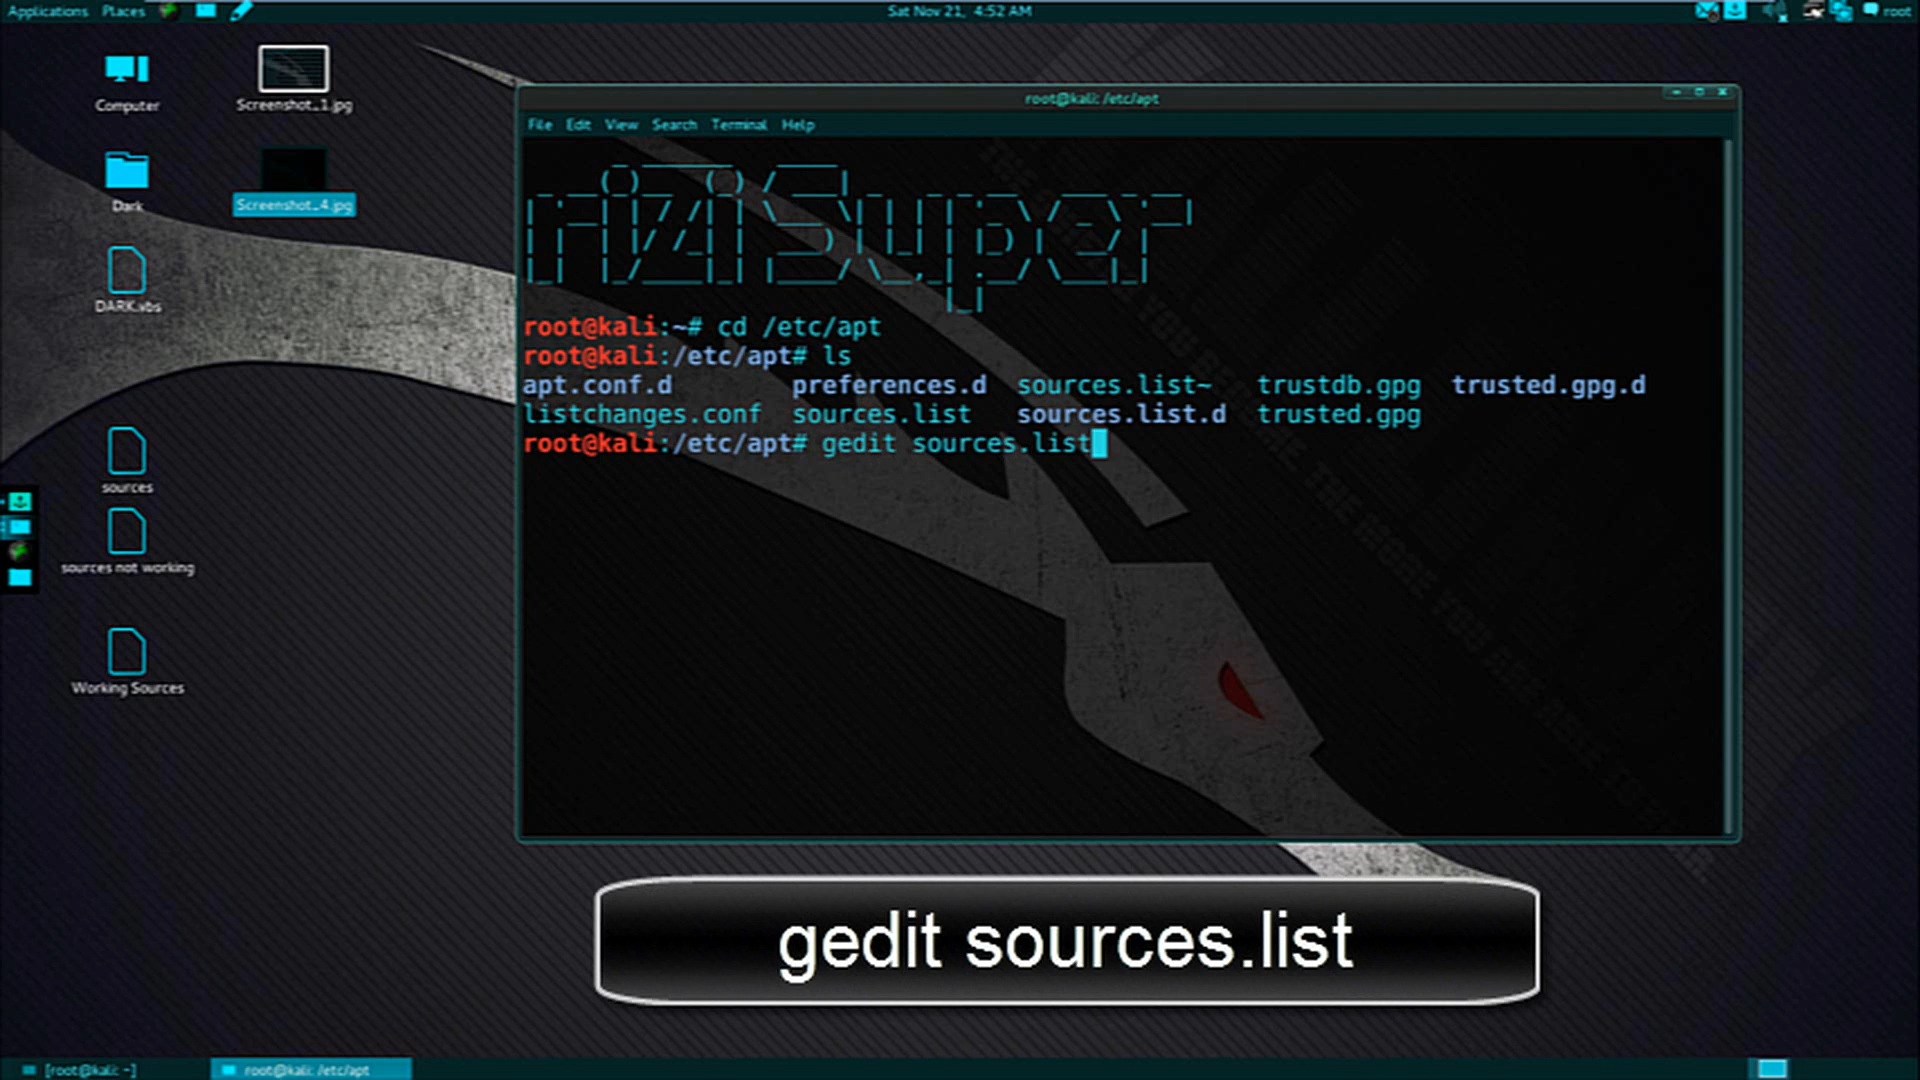 Applications Places Sat Nov 21, 4:52 AM root
Computer
Screenshot_1.jpg
Dark
Screenshot_4.jpg
DARK.vbs
sources
sources not working
Working Sources
root@kali: /etc/apt
File Edit View Search Terminal Help
riziSuper
root@kali:~# cd /etc/apt
root@kali:/etc/apt# ls
apt.conf.d preferences.d sources.list~ trustdb.gpg trusted.gpg.d
listchanges.conf sources.list sources.list.d trusted.gpg
root@kali:/etc/apt# gedit sources.list
gedit sources.list
[root@kali: ~] root@kali: /etc/apt